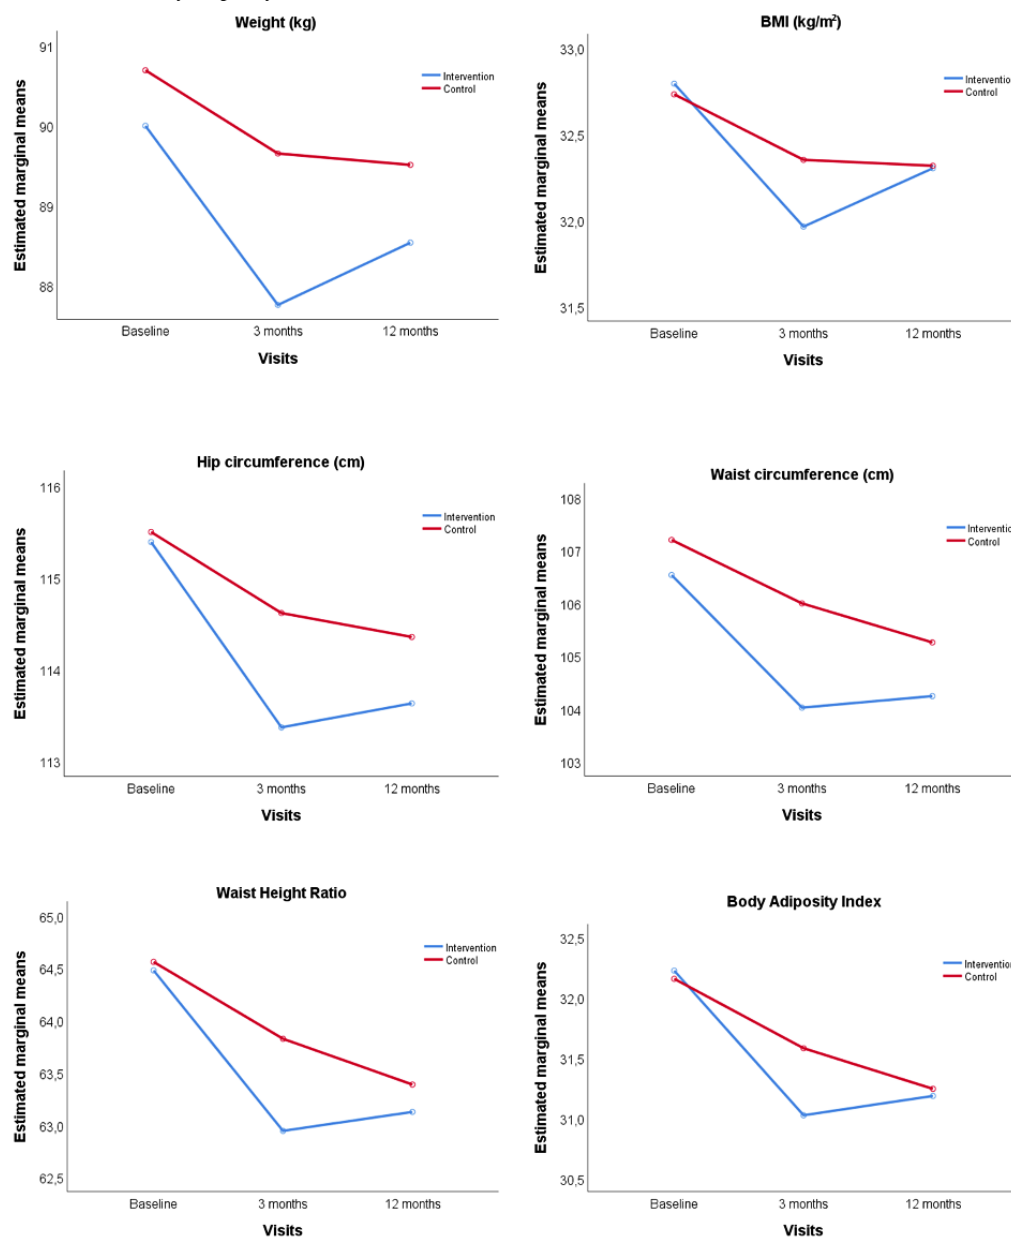 Weight (kg)
91
90
89
88
Estimated marginal means
Intervention
Control
Baseline
3 months
12 months
Visits
BMI (kg/m²)
33,0
32,5
32,0
31,5
Estimated marginal means
Intervention
Control
Baseline
3 months
12 months
Visits
Hip circumference (cm)
116
115
114
113
Estimated marginal means
Intervention
Control
Baseline
3 months
12 months
Visits
Waist circumference (cm)
108
107
106
105
104
103
Estimated marginal means
Intervention
Control
Baseline
3 months
12 months
Visits
Waist Height Ratio
65,0
64,5
64,0
63,5
63,0
62,5
Estimated marginal means
Intervention
Control
Baseline
3 months
12 months
Visits
Body Adiposity Index
32,5
32,0
31,5
31,0
30,5
Estimated marginal means
Intervention
Control
Baseline
3 months
12 months
Visits